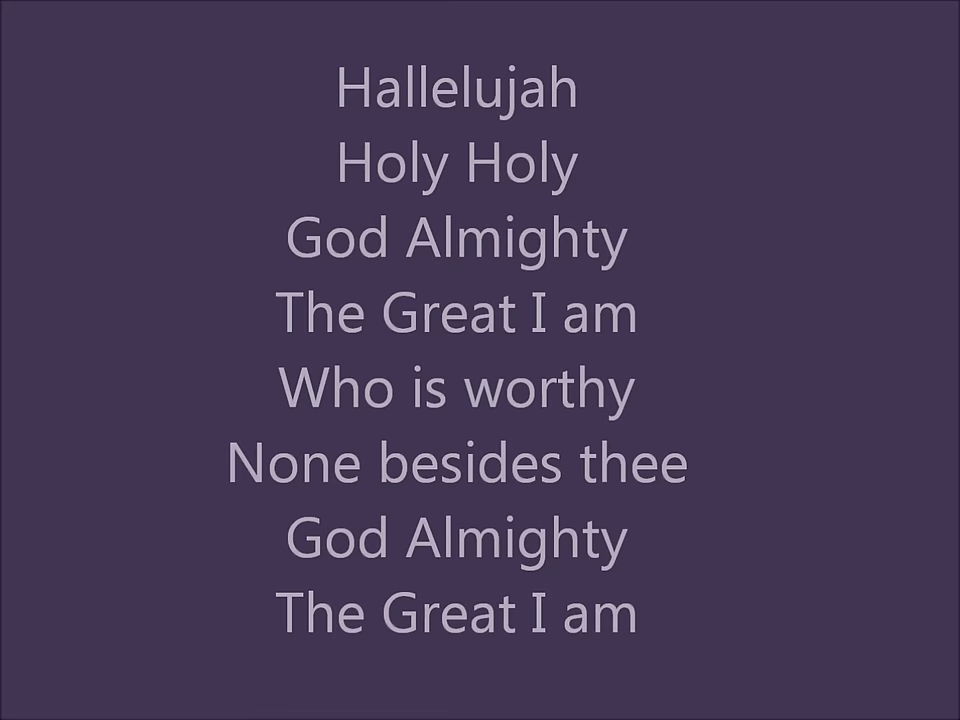 Hallelujah
Holy Holy
God Almighty
The Great I am
Who is worthy
None besides thee
God Almighty
The Great I am